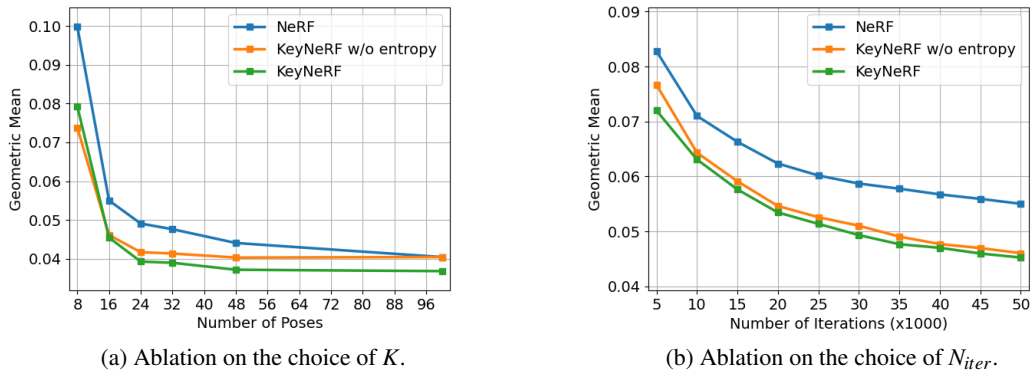 0.10
0.09
0.08
0.07
0.06
0.05
0.04
Geometric Mean
NeRF
KeyNeRF w/o entropy
KeyNeRF
8 16 24 32 40 48 56 64 72 80 88 96
Number of Poses
(a) Ablation on the choice of K.
0.09
0.08
0.07
0.06
0.05
0.04
Geometric Mean
NeRF
KeyNeRF w/o entropy
KeyNeRF
5 10 15 20 25 30 35 40 45 50
Number of Iterations (x1000)
(b) Ablation on the choice of N_iter.